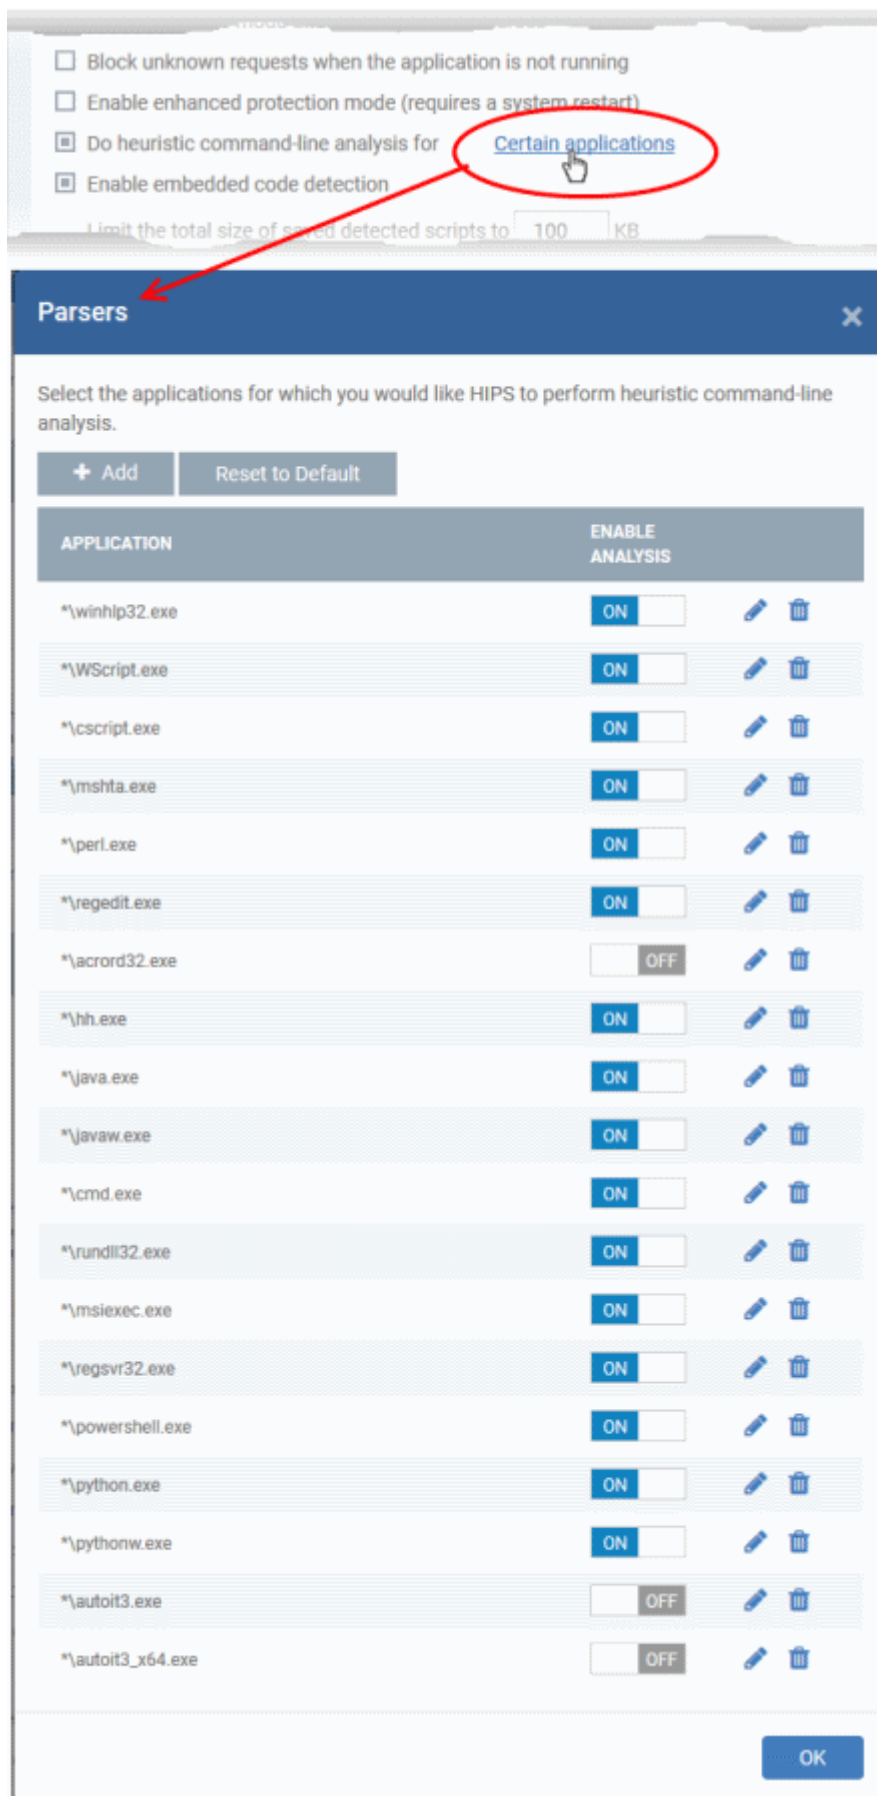 Block unknown requests when the application is not running
Enable enhanced protection mode (requires a system restart)
Do heuristic command-line analysis for Certain applications
Enable embedded code detection
Limit the total size of saved detected scripts to 100 KB
Parsers
Select the applications for which you would like HIPS to perform heuristic command-line
analysis.
+ Add Reset to Default
APPLICATION ENABLE
ANALYSIS
*\winhlp32.exe ON
*\WScript.exe ON
*\cscript.exe ON
*\mshta.exe ON
*\perl.exe ON
*\regedit.exe ON
*\acrord32.exe OFF
*\hh.exe ON
*\java.exe ON
*\javaw.exe ON
*\cmd.exe ON
*\rundll32.exe ON
*\msiexec.exe ON
*\regsvr32.exe ON
*\powershell.exe ON
*\python.exe ON
*\pythonw.exe ON
*\autoit3.exe OFF
*\autoit3_x64.exe OFF
OK